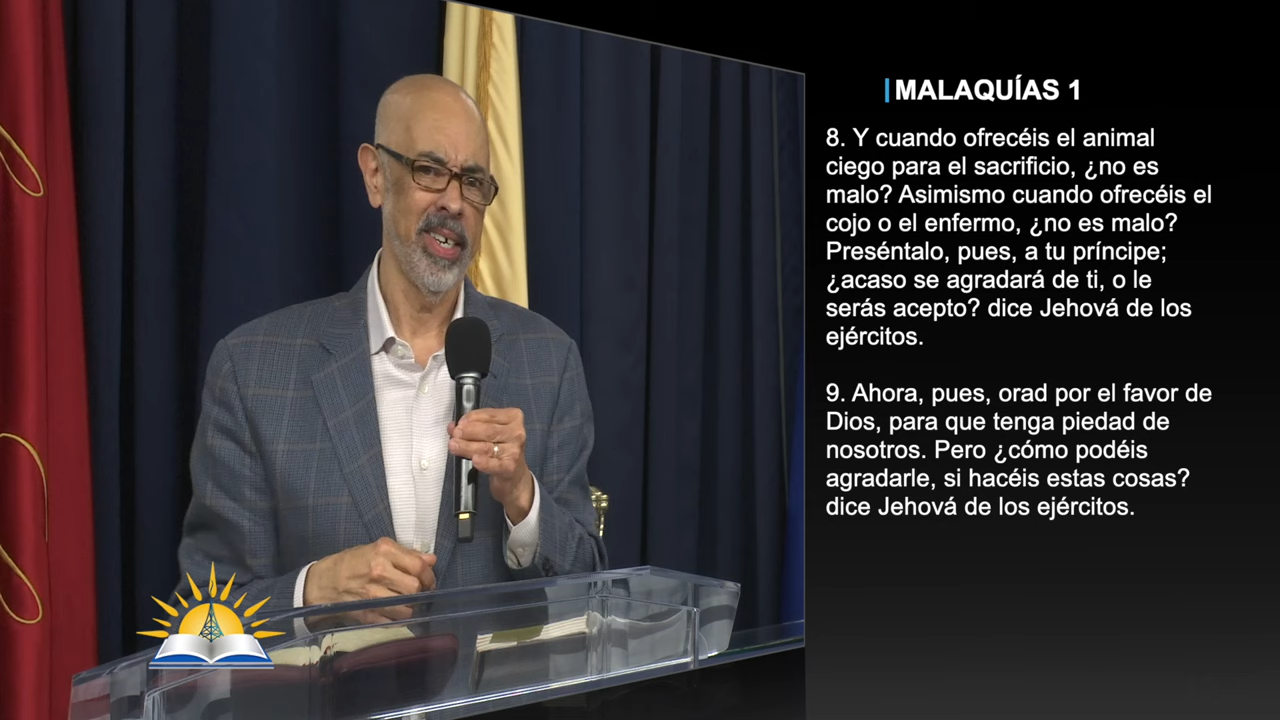 MALAQUÍAS 1
8. Y cuando ofrecéis el animal
ciego para el sacrificio, ¿no es
malo? Asimismo cuando ofrecéis el
cojo o el enfermo, ¿no es malo?
Preséntalo, pues, a tu príncipe;
¿acaso se agradará de ti, o le
serás acepto? dice Jehová de los
ejércitos.
9. Ahora, pues, orad por el favor de
Dios, para que tenga piedad de
nosotros. Pero ¿cómo podéis
agradarle, si hacéis estas cosas?
dice Jehová de los ejércitos.